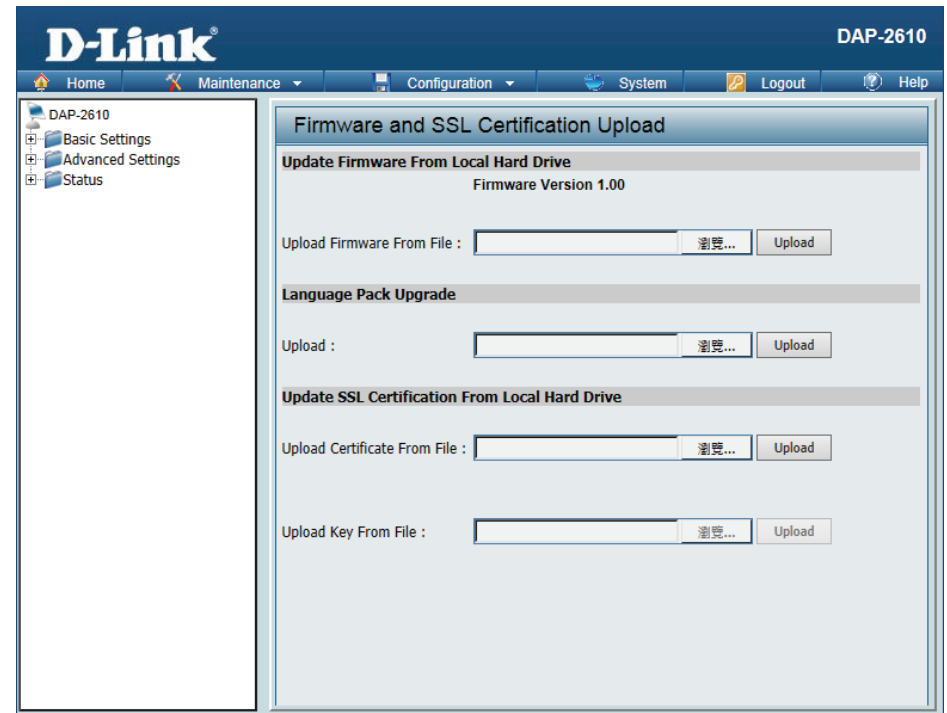 D-Link®
DAP-2610
Home Maintenance Configuration System Logout Help
DAP-2610
Basic Settings
Advanced Settings
Status
Firmware and SSL Certification Upload
Update Firmware From Local Hard Drive
Firmware Version 1.00
Upload Firmware From File : 瀏覽... Upload
Language Pack Upgrade
Upload : 瀏覽... Upload
Update SSL Certification From Local Hard Drive
Upload Certificate From File : 瀏覽... Upload
Upload Key From File : 瀏覽... Upload